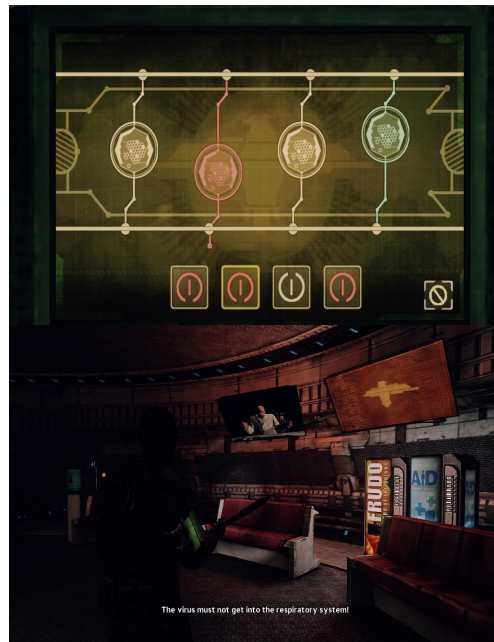 FRUDO
AiD
The virus must not get into the respiratory system!